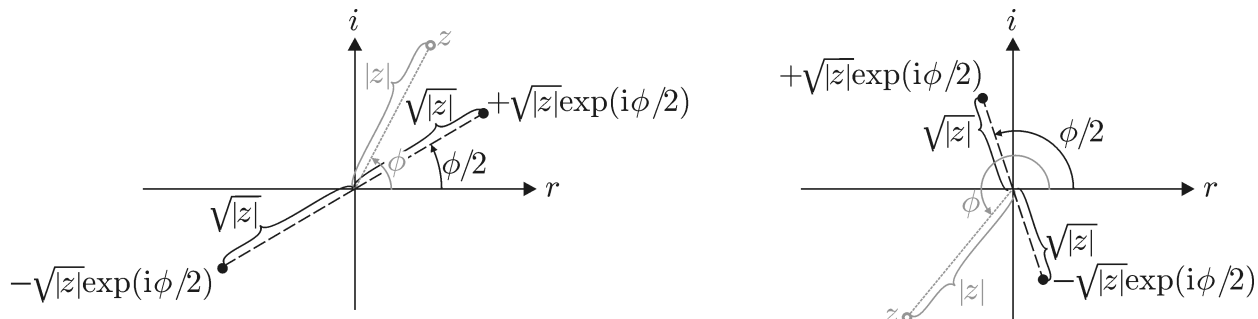 i
z
|z|
√|z|
+√|z|exp(iϕ/2)
ϕ
ϕ/2
r
√|z|
−√|z|exp(iϕ/2)
i
+√|z|exp(iϕ/2)
√|z|
ϕ/2
r
ϕ
√|z|
−√|z|exp(iϕ/2)
|z|
z